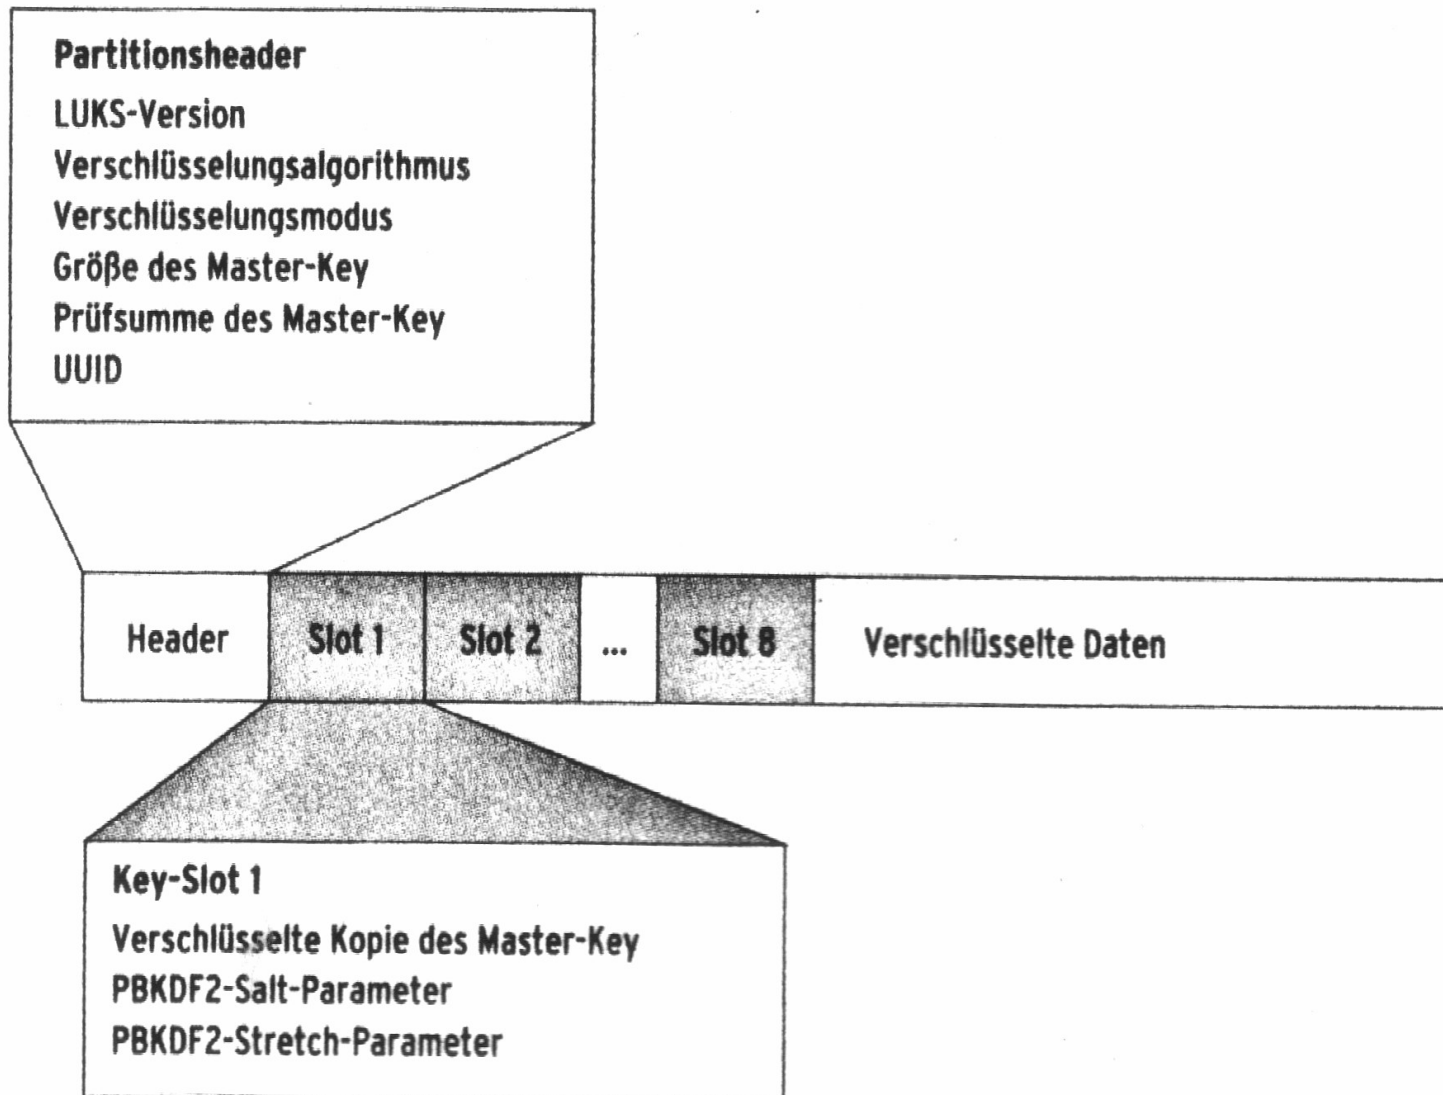 Partitionsheader
LUKS-Version
Verschlüsselungsalgorithmus
Verschlüsselungsmodus
Größe des Master-Key
Prüfsumme des Master-Key
UUID
Header Slot 1 Slot 2 ... Slot 8 Verschlüsselte Daten
Key-Slot 1
Verschlüsselte Kopie des Master-Key
PBKDF2-Salt-Parameter
PBKDF2-Stretch-Parameter